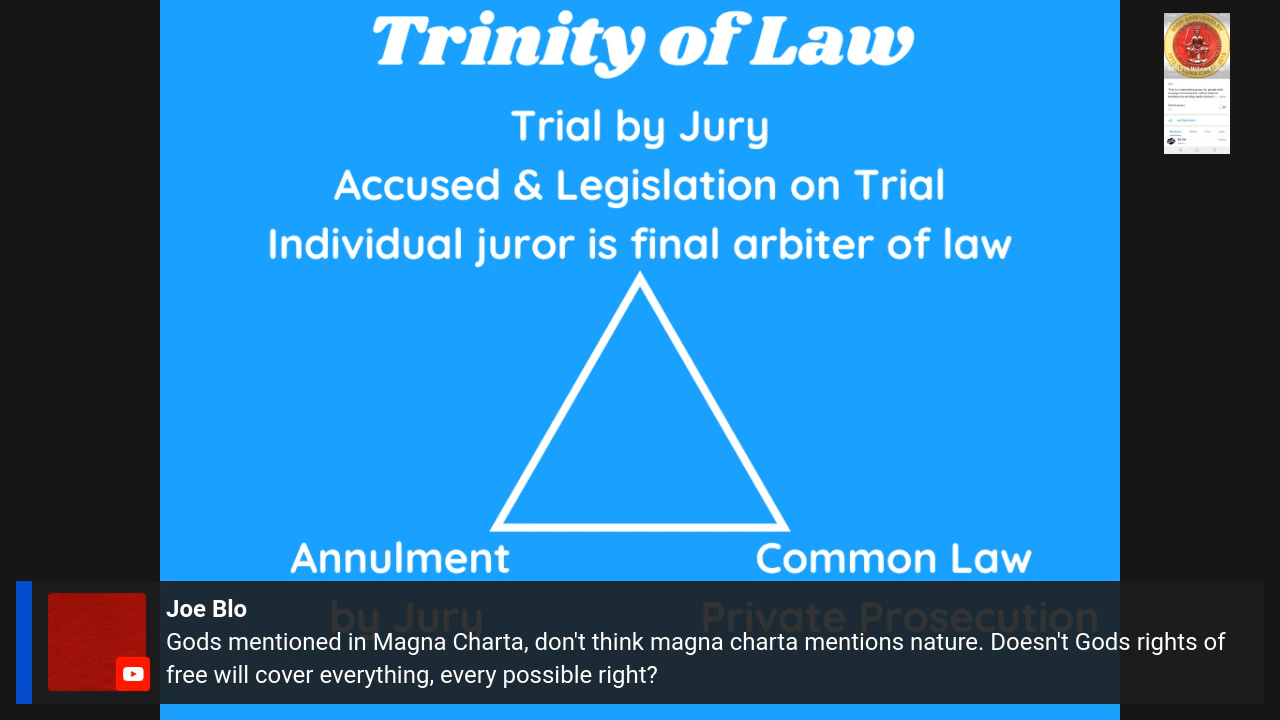 Trinity of Law
Trial by Jury
Accused & Legislation on Trial
Individual juror is final arbiter of law
Annulment
Common Law
by Jury
Private Prosecution
Joe Blo
Gods mentioned in Magna Charta, don't think magna charta mentions nature. Doesn't Gods rights of
free will cover everything, every possible right?